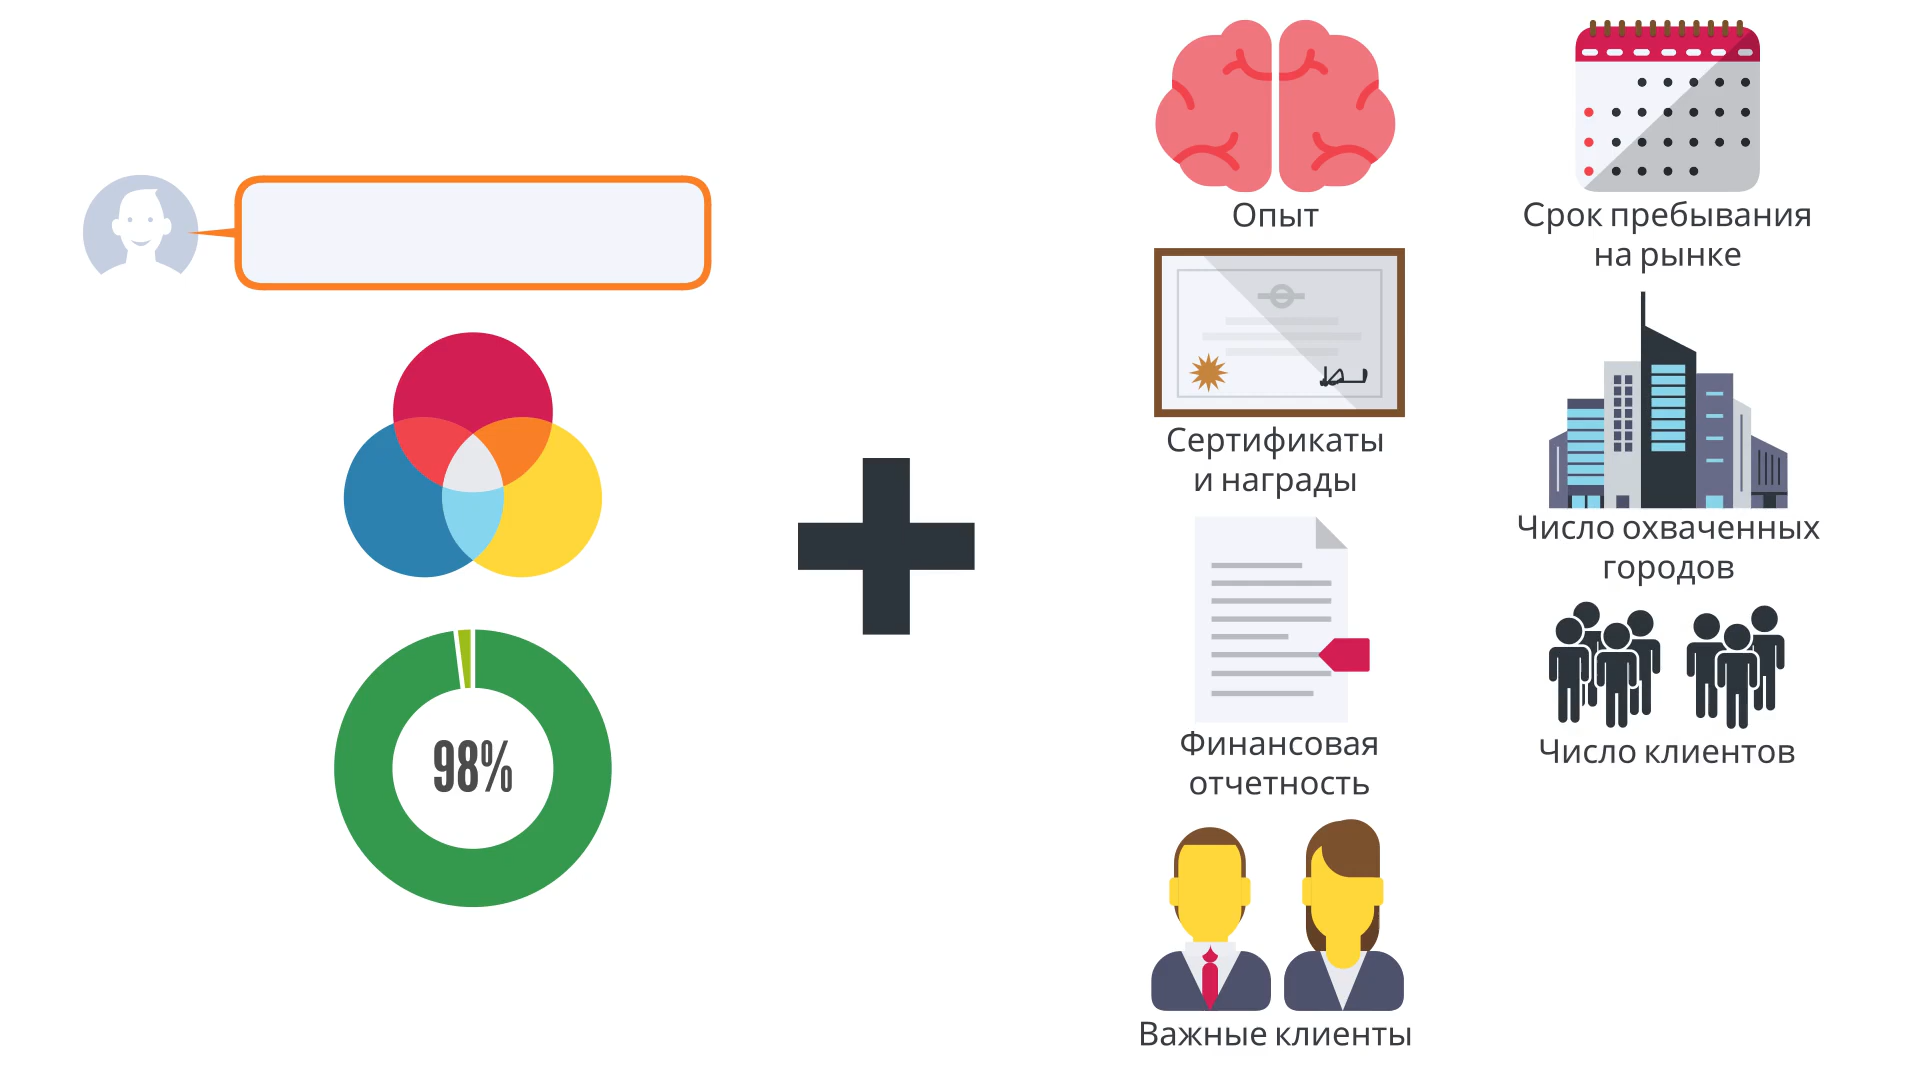 98%
Опыт
Сертификаты
и награды
Финансовая
отчетность
Важные клиенты
Срок пребывания
на рынке
Число охваченных
городов
Число клиентов